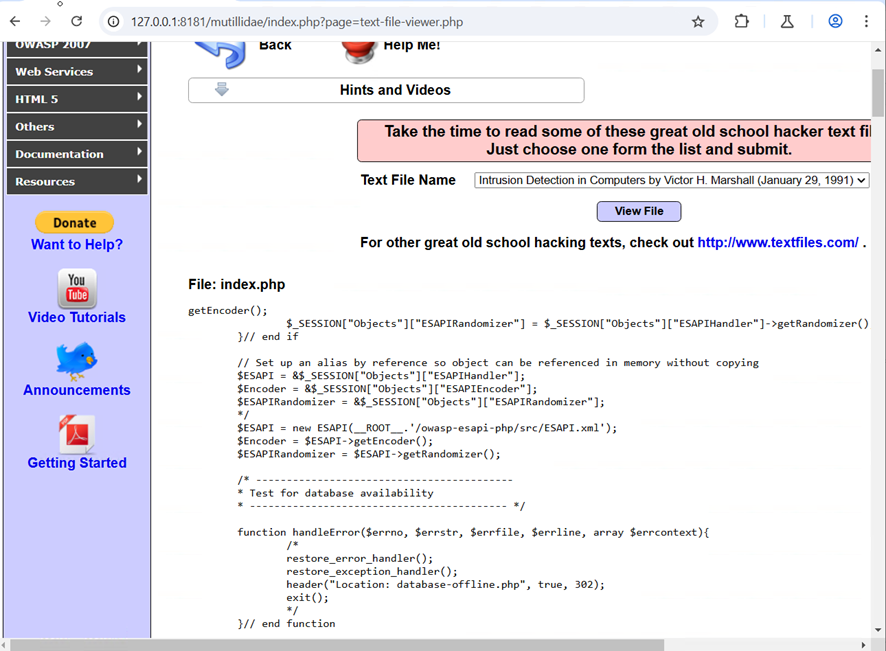 127.0.0.1:8181/mutillidae/index.php?page=text-file-viewer.php
OWASP 2007
Web Services
HTML 5
Others
Documentation
Resources
Donate
Want to Help?
You
Tube
Video Tutorials
Announcements
Getting Started
Back
Help Me!
Hints and Videos
Take the time to read some of these great old school hacker text fil
Just choose one form the list and submit.
Text File Name
Intrusion Detection in Computers by Victor H. Marshall (January 29, 1991)
View File
For other great old school hacking texts, check out http://www.textfiles.com/ .
File: index.php
getEncoder();
$_SESSION["Objects"]["ESAPIRandomizer"] = $_SESSION["Objects"]["ESAPIHandler"]->getRandomizer()
}// end if
// Set up an alias by reference so object can be referenced in memory without copying
$ESAPI = &$_SESSION["Objects"]["ESAPIHandler"];
$Encoder = &$_SESSION["Objects"]["ESAPIEncoder"];
$ESAPIRandomizer = &$_SESSION["Objects"]["ESAPIRandomizer"];
*/
$ESAPI = new ESAPI(__ROOT__.'/owasp-esapi-php/src/ESAPI.xml');
$Encoder = $ESAPI->getEncoder();
$ESAPIRandomizer = $ESAPI->getRandomizer();
/* ------------------------------------------
* Test for database availability
* ------------------------------------------ */
function handleError($errno, $errstr, $errfile, $errline, array $errcontext){
/*
restore_error_handler();
restore_exception_handler();
header("Location: database-offline.php", true, 302);
exit();
*/
}// end function